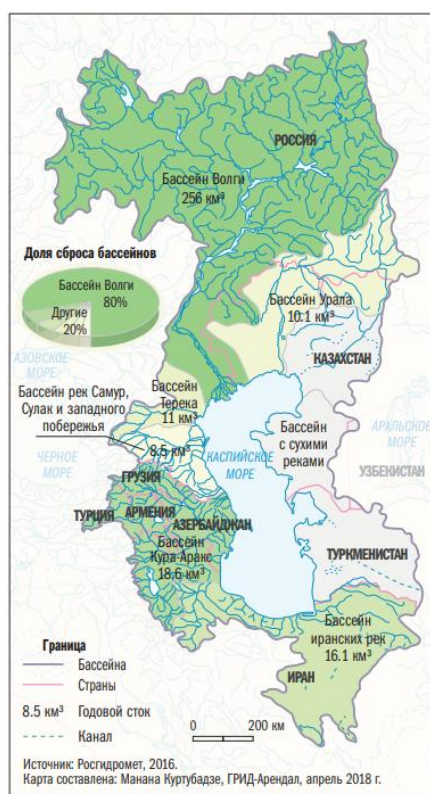 РОССИЯ
Бассейн Волги
256 км³
Доля сброса бассейнов
Бассейн Волги
80%
Другие
20%
Бассейн Урала
10.1 км³
КАЗАХСТАН
АЗОВСКОЕ
МОРЕ
Бассейн
Терека
11 км³
Бассейн рек Самур,
Сулак и западного
побережья
8.5 км³
КАСПИЙСКОЕ
МОРЕ
Бассейн
с сухими
реками
АРАЛЬСКОЕ
МОРЕ
УЗБЕКИСТАН
ЧЕРНОЕ
МОРЕ
ГРУЗИЯ
ТУРЦИЯ
АРМЕНИЯ
АЗЕРБАЙДЖАН
Бассейн
Кура-Аракс
18.6 км³
ТУРКМЕНИСТАН
Бассейн
иранских рек
16.1 км³
ИРАН
Граница
Бассейна
Страны
8.5 км³ Годовой сток
Канал
0 200 км
Источник: Росгидромет, 2016.
Карта составлена: Манана Куртубадзе, ГРИД-Арендал, апрель 2018 г.